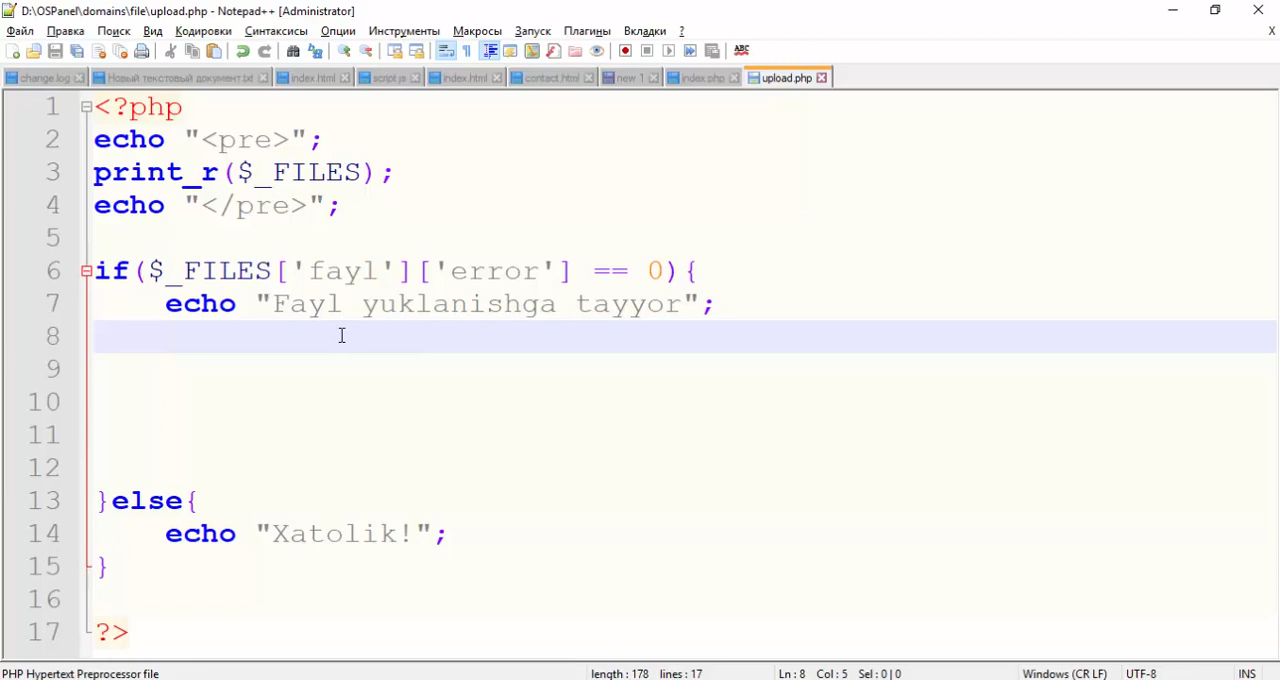 D:\OSPanel\domains\file\upload.php - Notepad++ [Administrator]
Файл Правка Поиск Вид Кодировки Синтаксисы Опции Инструменты Макросы Запуск Плагины Вкладки ? X
ABC
change.log Новый текстовый документ.txt index.html script.js index.html contact.html new 1 index.php upload.php
1 <?php
2 echo "<pre>";
3 print_r($_FILES);
4 echo "</pre>";
5
6 if($_FILES['fayl']['error'] == 0){
7 echo "Fayl yuklanishga tayyor";
8
9
10
11
12
13 }else{
14 echo "Xatolik!";
15 }
16
17 ?>
PHP Hypertext Preprocessor file length : 178 lines : 17 Ln : 8 Col : 5 Sel : 0 | 0 Windows (CR LF) UTF-8 INS